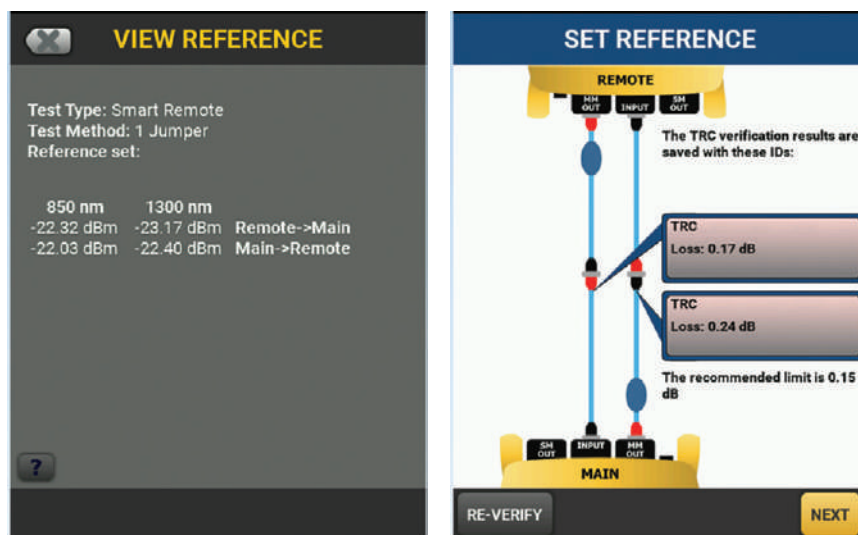 VIEW REFERENCE
Test Type: Smart Remote
Test Method: 1 Jumper
Reference set:
850 nm 1300 nm
-22.32 dBm -23.17 dBm Remote->Main
-22.03 dBm -22.40 dBm Main->Remote
?
SET REFERENCE
REMOTE
MM OUT INPUT SM OUT
The TRC verification results are
saved with these IDs:
TRC
Loss: 0.17 dB
TRC
Loss: 0.24 dB
The recommended limit is 0.15
dB
SM OUT INPUT MM OUT
MAIN
RE-VERIFY NEXT